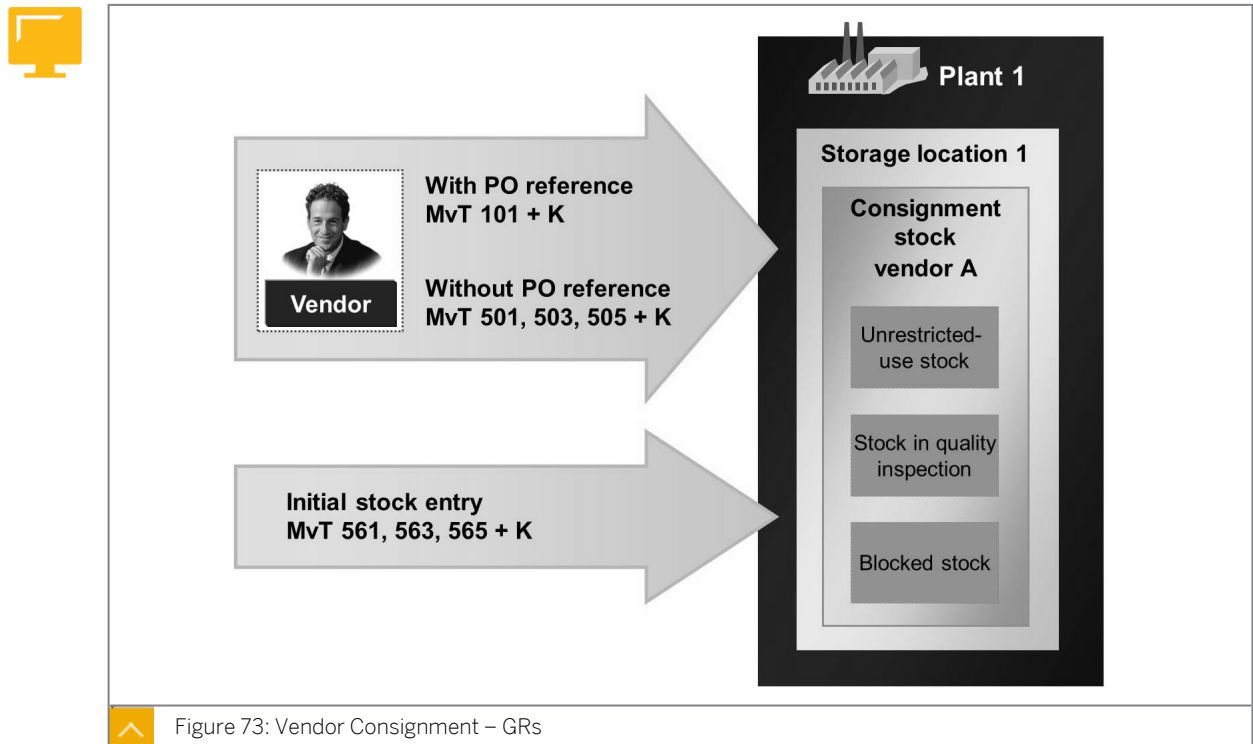 Plant 1
Storage location 1
Consignment
stock
vendor A
Unrestricted-
use stock
Stock in quality
inspection
Blocked stock
With PO reference
MvT 101 + K
Without PO reference
MvT 501, 503, 505 + K
Vendor
Initial stock entry
MvT 561, 563, 565 + K
Figure 73: Vendor Consignment – GRs